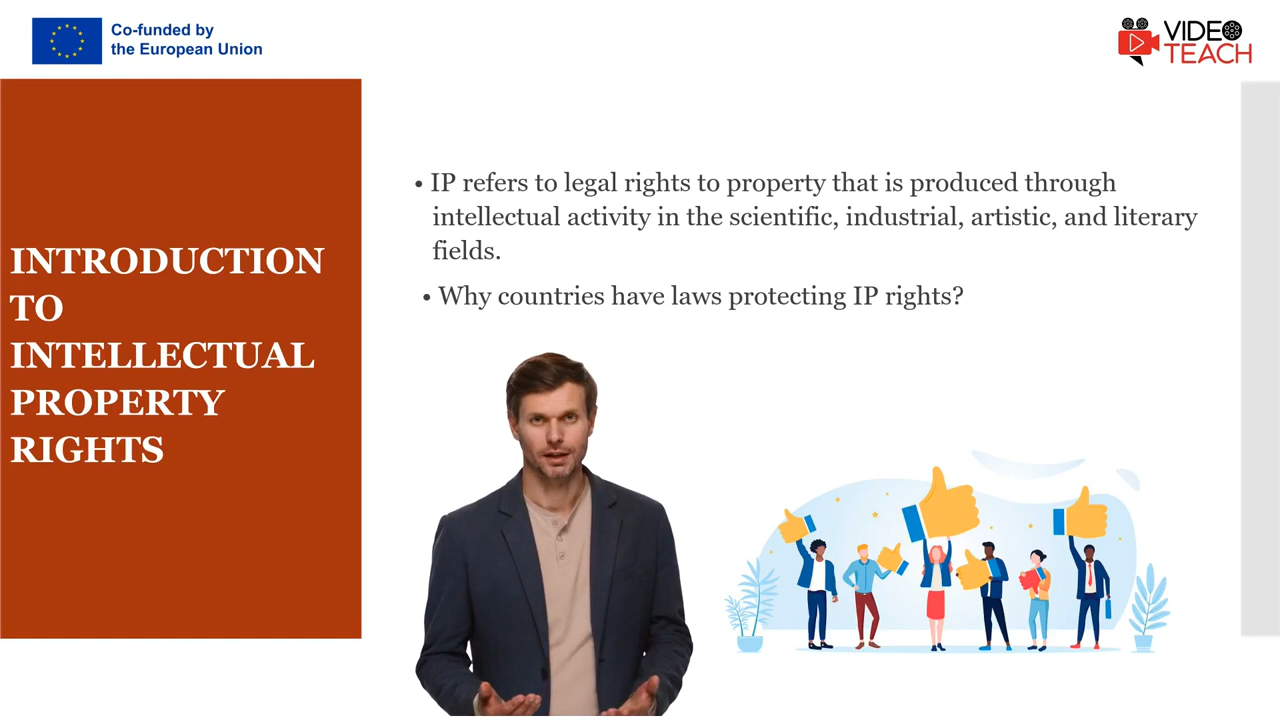 Co-funded by
the European Union
VIDEO
TEACH
INTRODUCTION
TO
INTELLECTUAL
PROPERTY
RIGHTS
• IP refers to legal rights to property that is produced through
intellectual activity in the scientific, industrial, artistic, and literary
fields.
• Why countries have laws protecting IP rights?